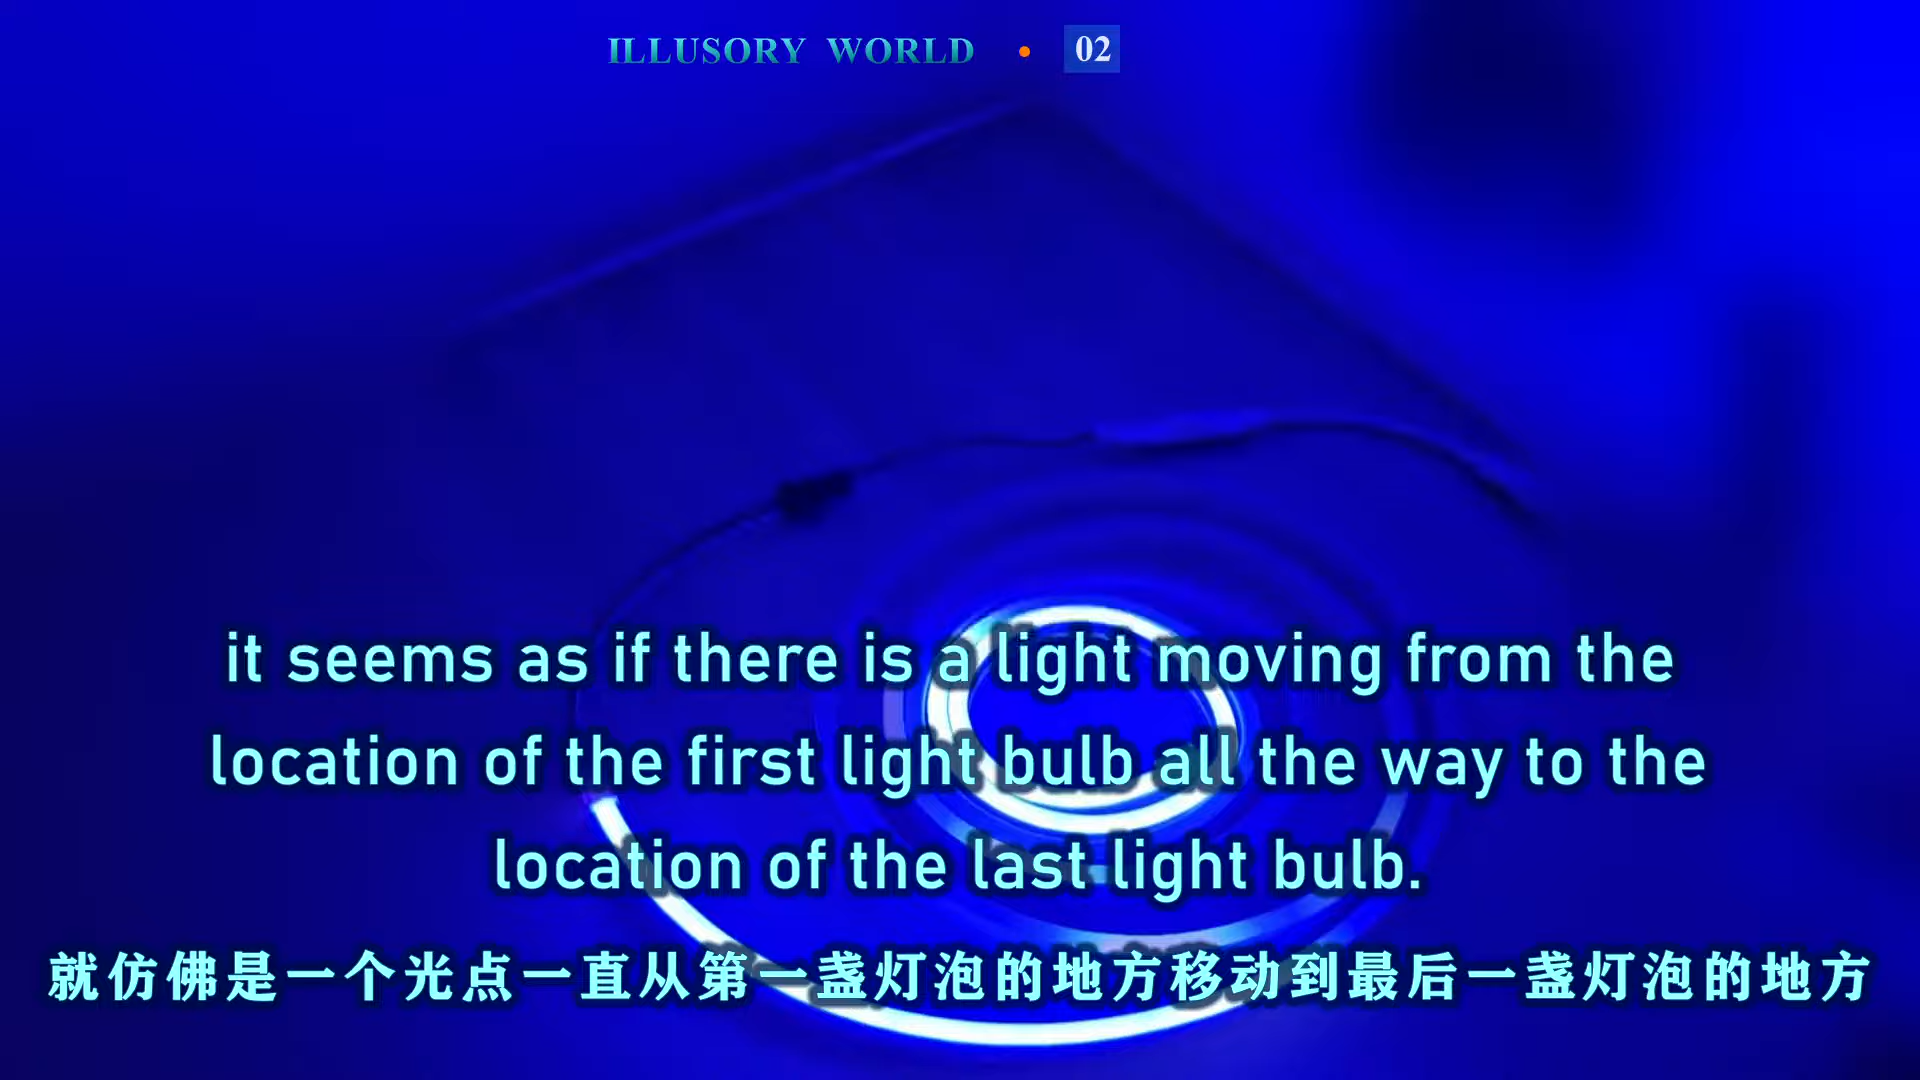 ILLUSORY WORLD • 02
it seems as if there is a light moving from the
location of the first light bulb all the way to the
location of the last light bulb.
就仿佛是一个光点一直从第一盏灯泡的地方移动到最后一盏灯泡的地方